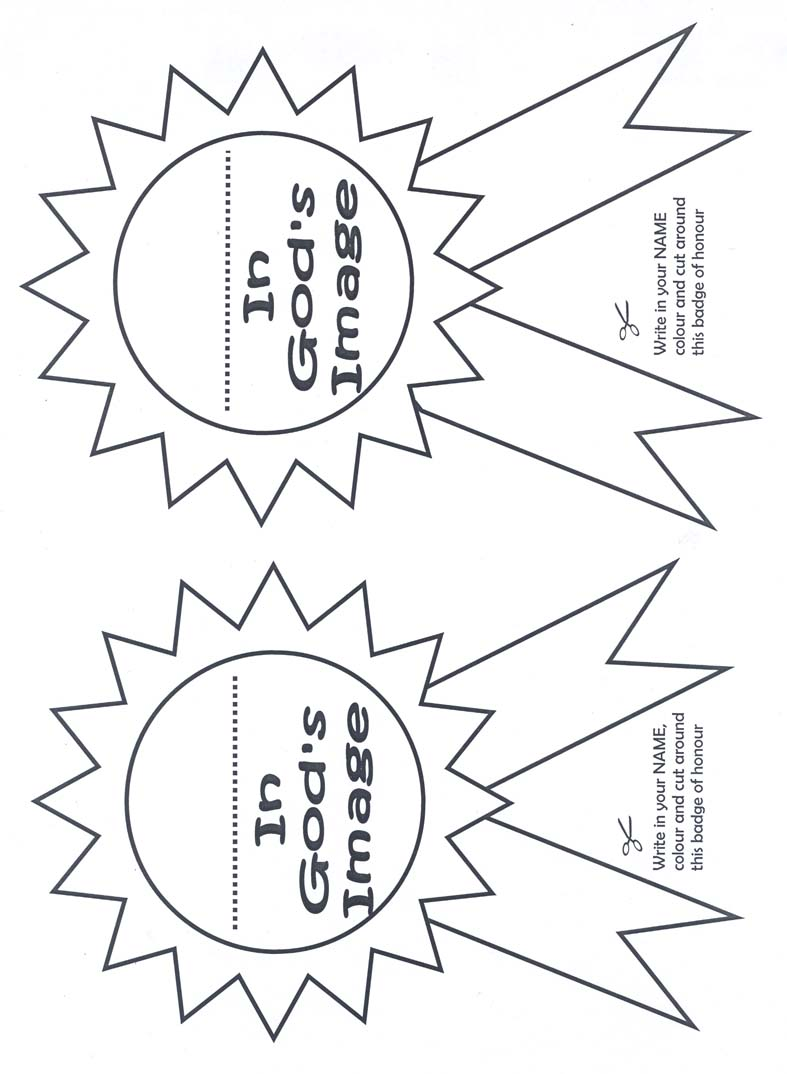 In
God's
Image
Write in your NAME,
colour and cut around
this badge of honour
In
God's
Image
Write in your NAME
colour and cut around
this badge of honour